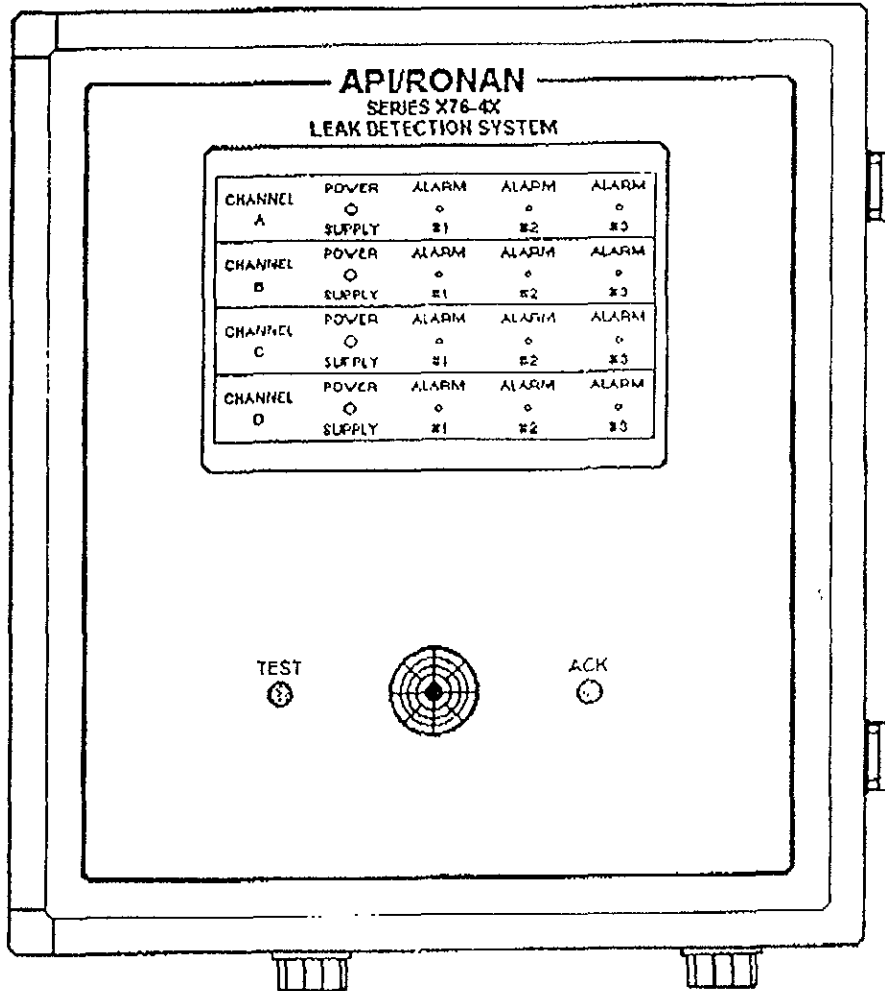 API/RONAN
SERIES X76-4X
LEAK DETECTION SYSTEM
CHANNEL A POWER SUPPLY ALARM #1 ALARM #2 ALARM #3
CHANNEL B POWER SUPPLY ALARM #1 ALARM #2 ALARM #3
CHANNEL C POWER SUPPLY ALARM #1 ALARM #2 ALARM #3
CHANNEL D POWER SUPPLY ALARM #1 ALARM #2 ALARM #3
TEST ACK